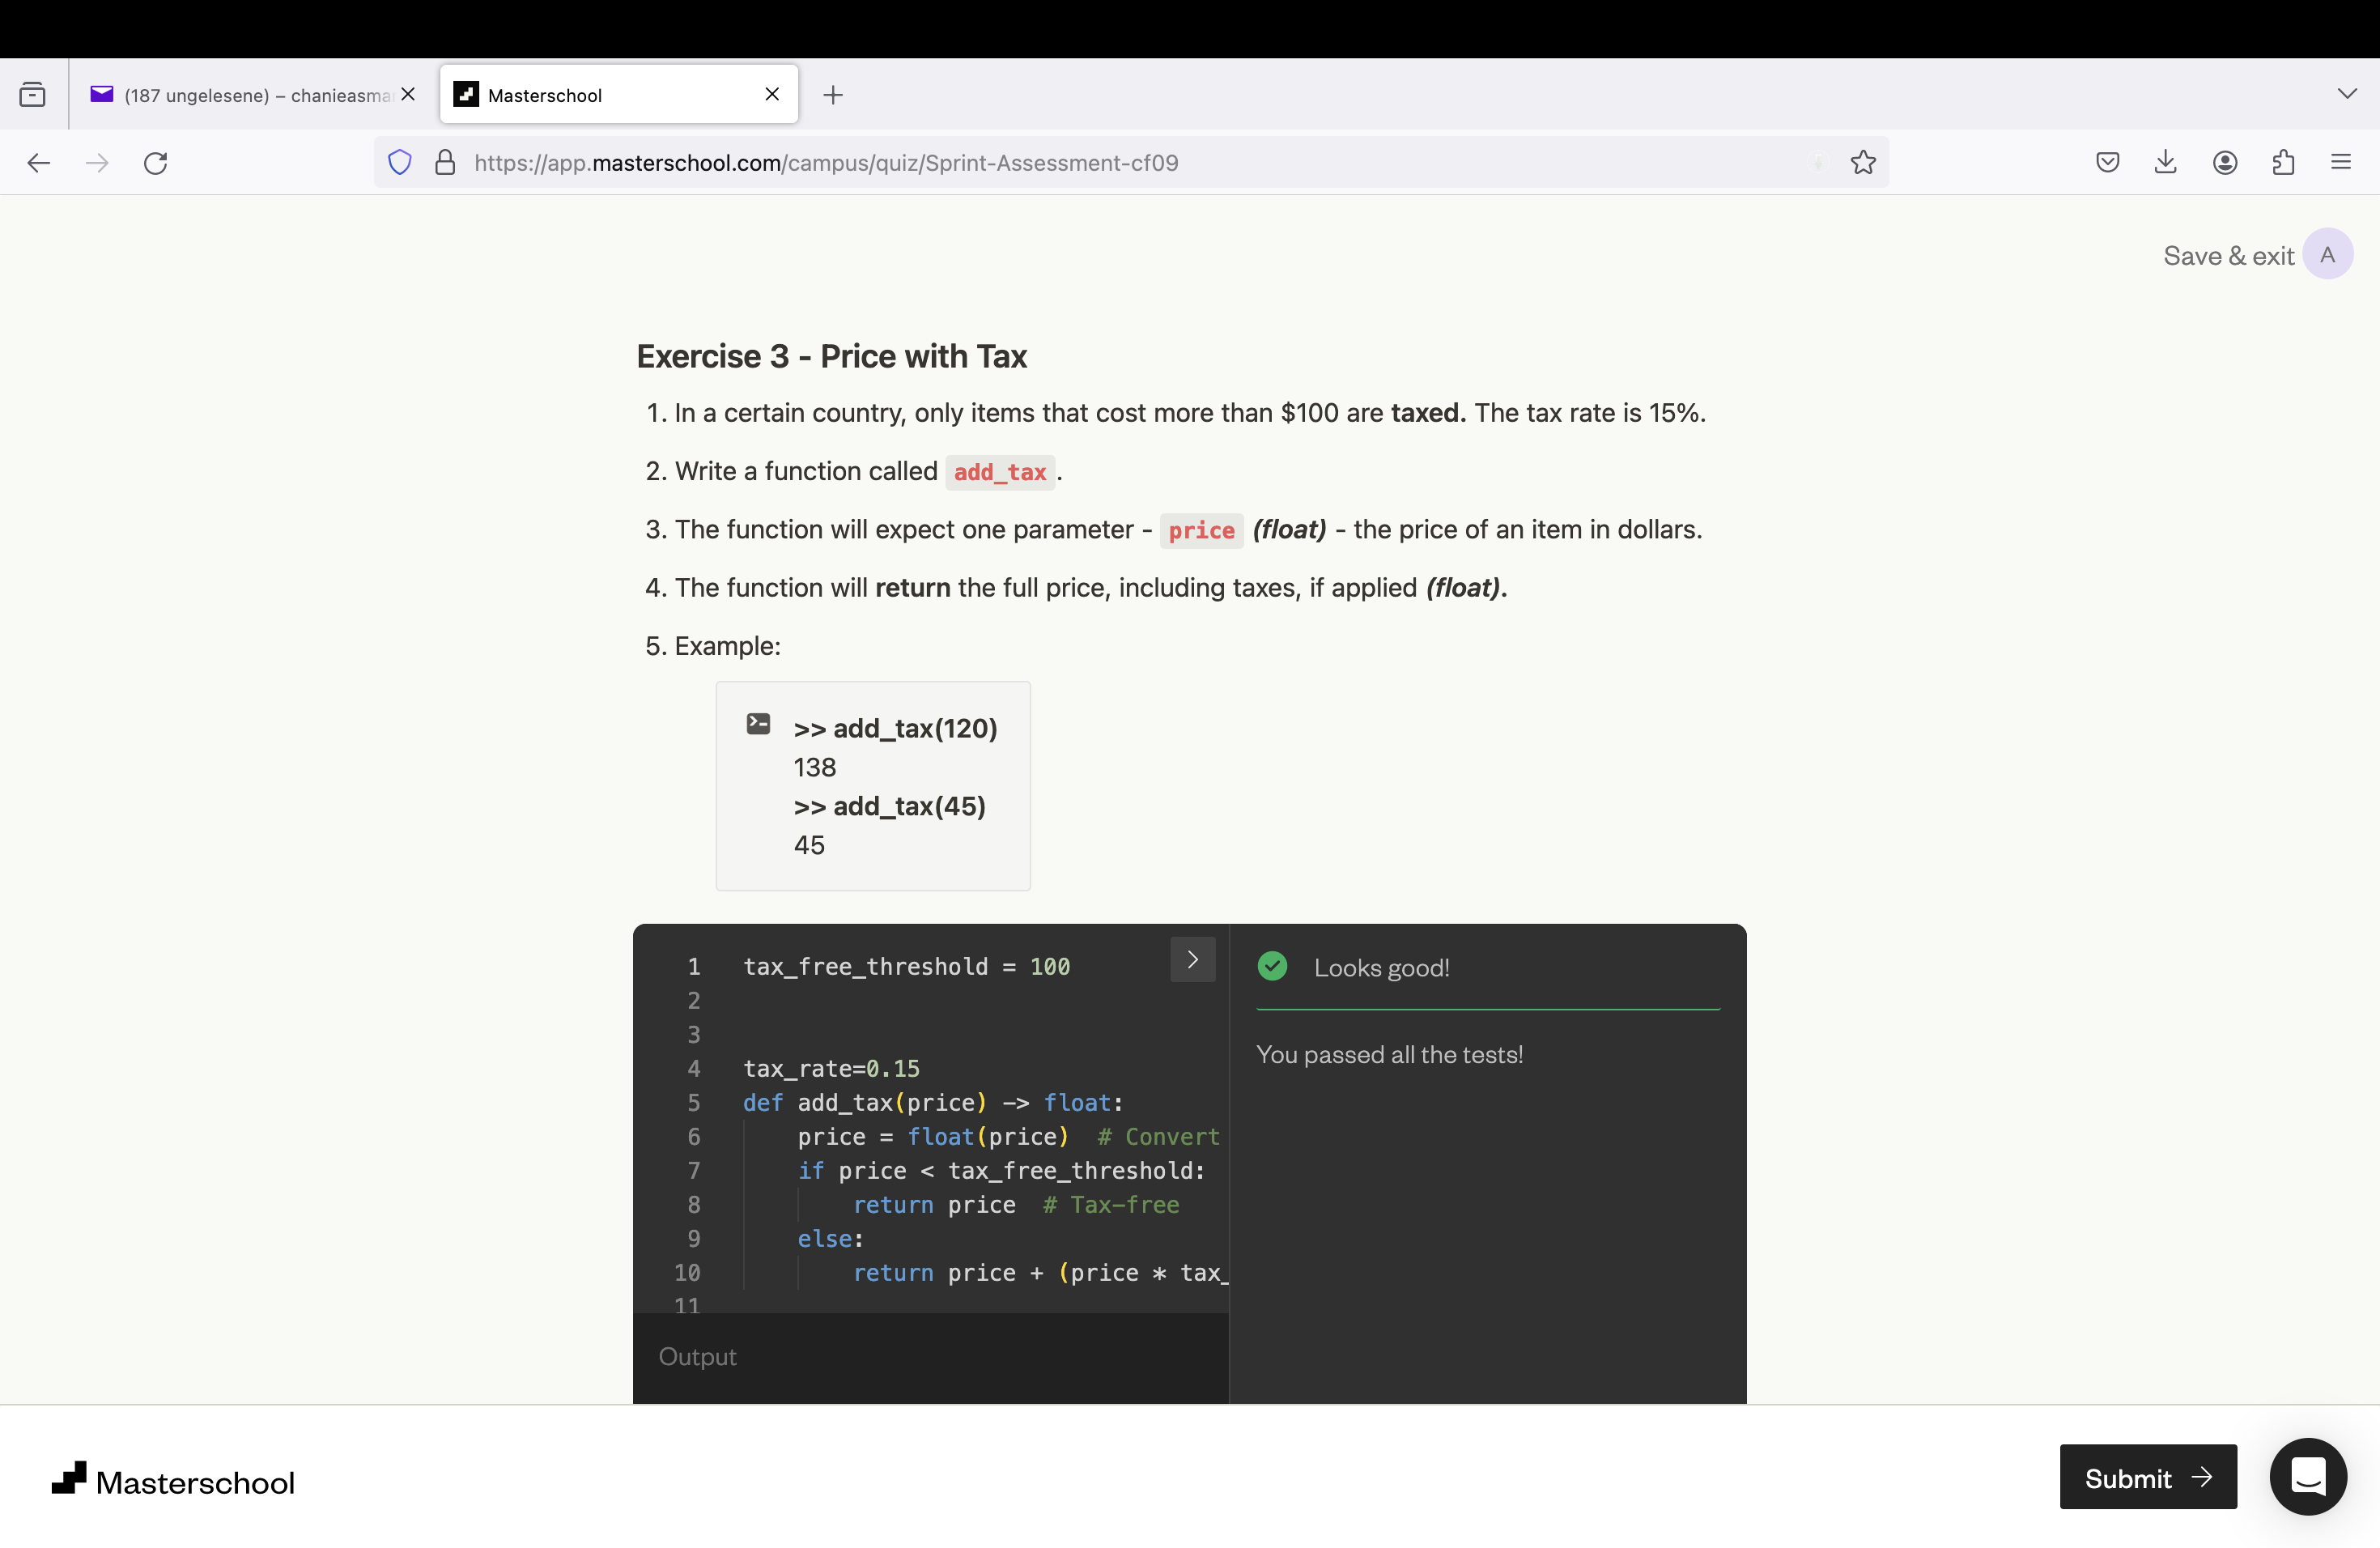 (187 ungelesene) – chanieasma
Masterschool
https://app.masterschool.com/campus/quiz/Sprint-Assessment-cf09
Save & exit A
Exercise 3 - Price with Tax
1. In a certain country, only items that cost more than $100 are taxed. The tax rate is 15%.
2. Write a function called add_tax .
3. The function will expect one parameter - price (float) - the price of an item in dollars.
4. The function will return the full price, including taxes, if applied (float).
5. Example:
>> add_tax(120)
138
>> add_tax(45)
45
1 tax_free_threshold = 100
2
3
4 tax_rate=0.15
5 def add_tax(price) -> float:
6 price = float(price) # Convert
7 if price < tax_free_threshold:
8 return price # Tax-free
9 else:
10 return price + (price * tax_
11
Looks good!
You passed all the tests!
Output
Masterschool
Submit →